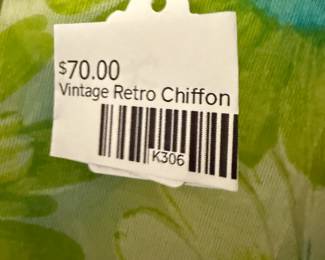 $70.00
Vintage Retro Chiffon
K306